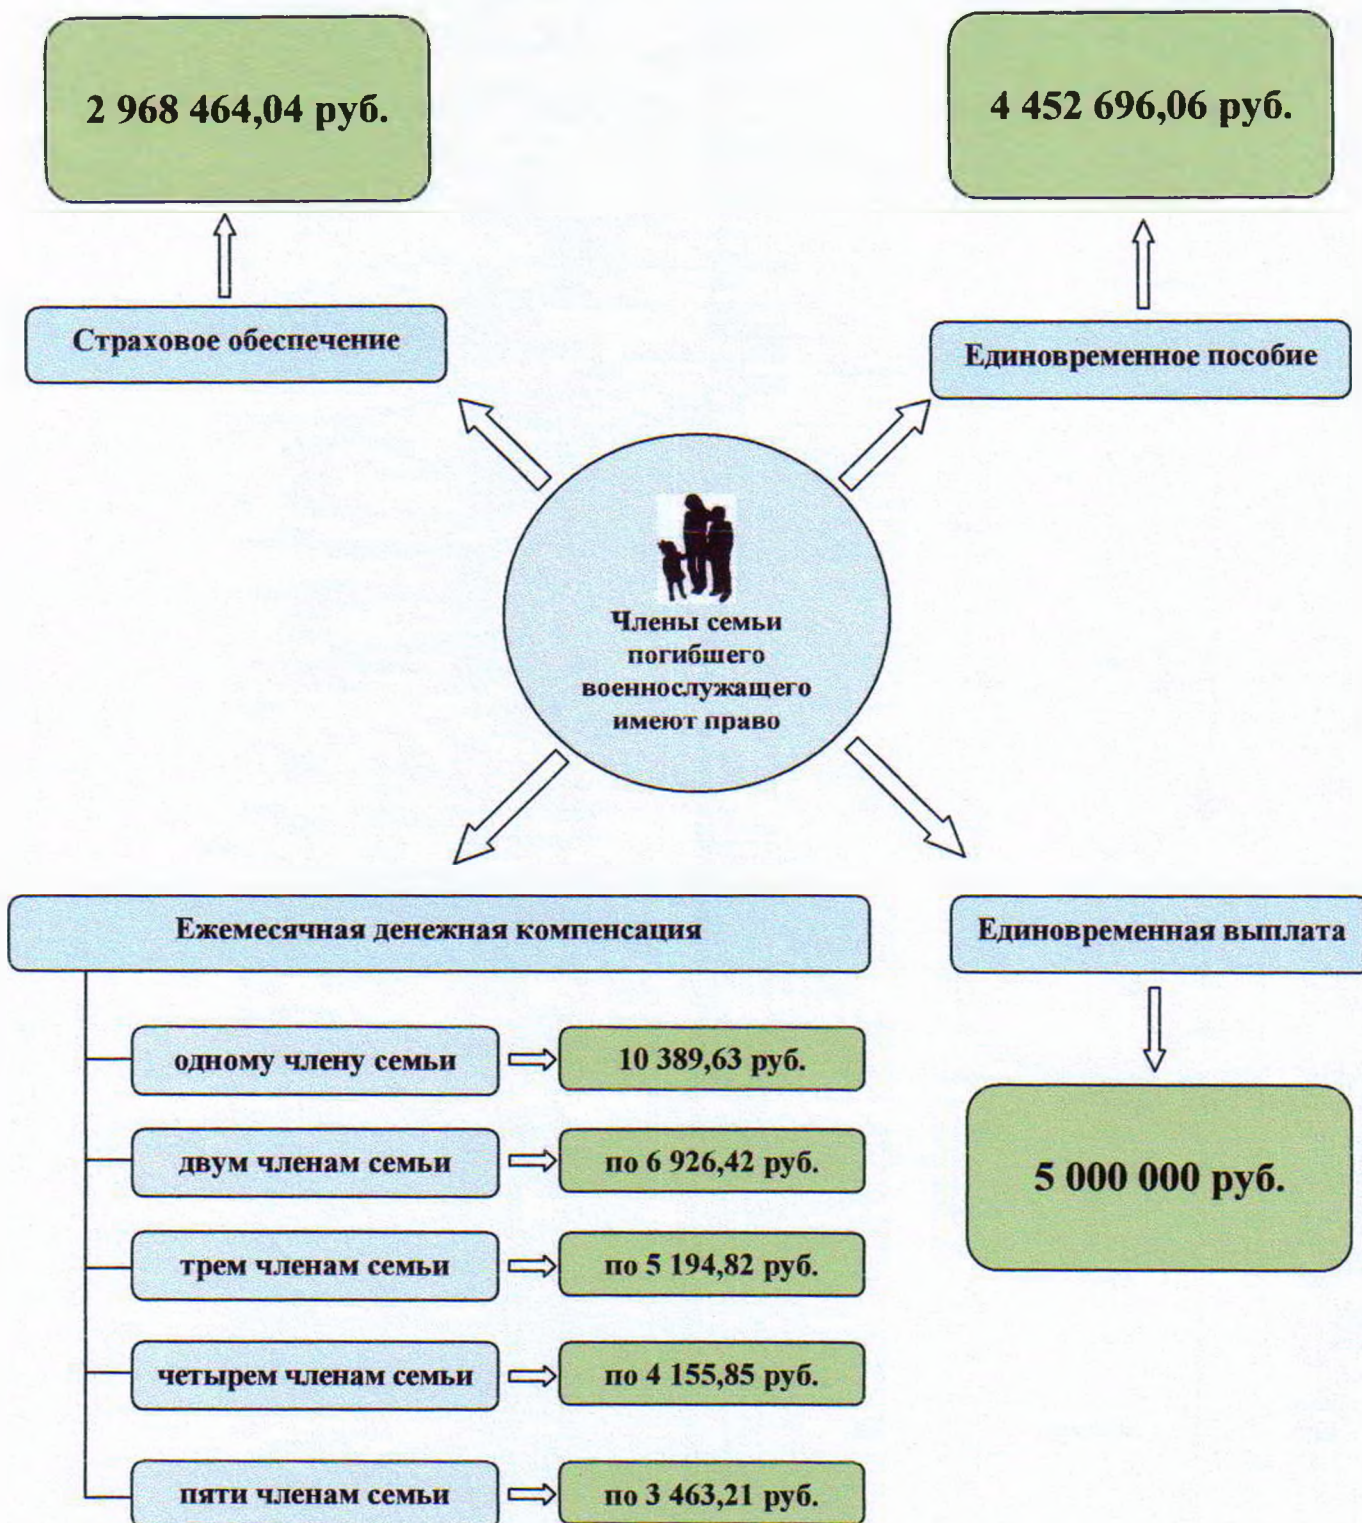 2 968 464,04 руб.
4 452 696,06 руб.
Страховое обеспечение
Единовременное пособие
Члены семьи
погибшего
военнослужащего
имеют право
Ежемесячная денежная компенсация
Единовременная выплата
одному члену семьи
10 389,63 руб.
двум членам семьи
по 6 926,42 руб.
трем членам семьи
по 5 194,82 руб.
5 000 000 руб.
четырем членам семьи
по 4 155,85 руб.
пяти членам семьи
по 3 463,21 руб.